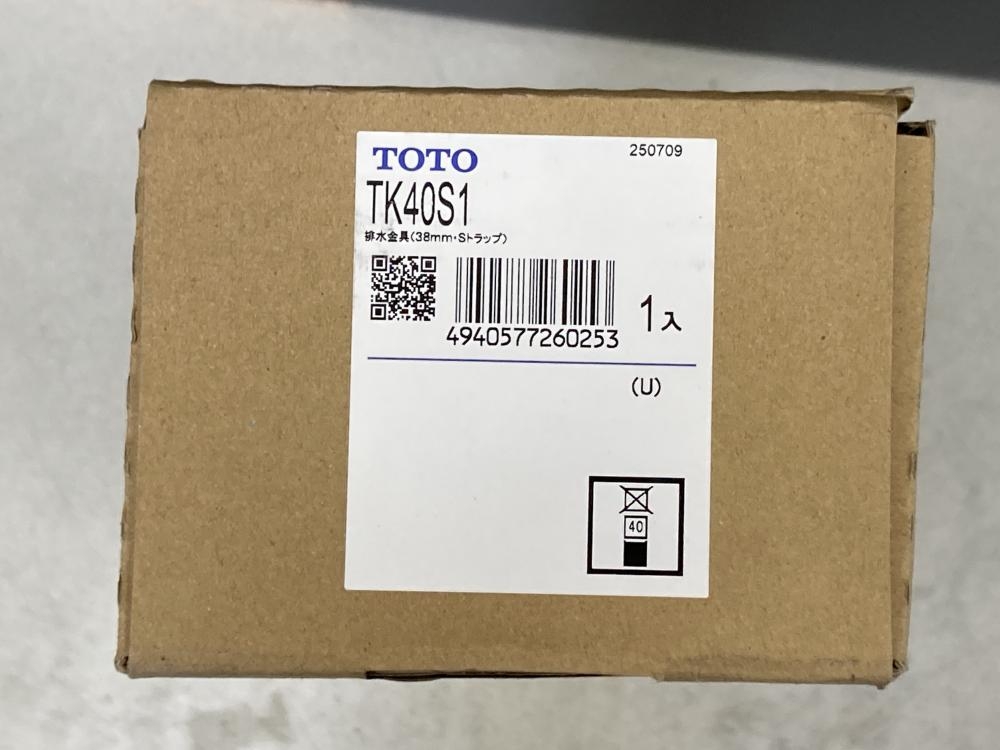 TOTO
250709
TK40S1
排水金具(38mm・Sトラップ)
4940577260253
1入
(U)
40